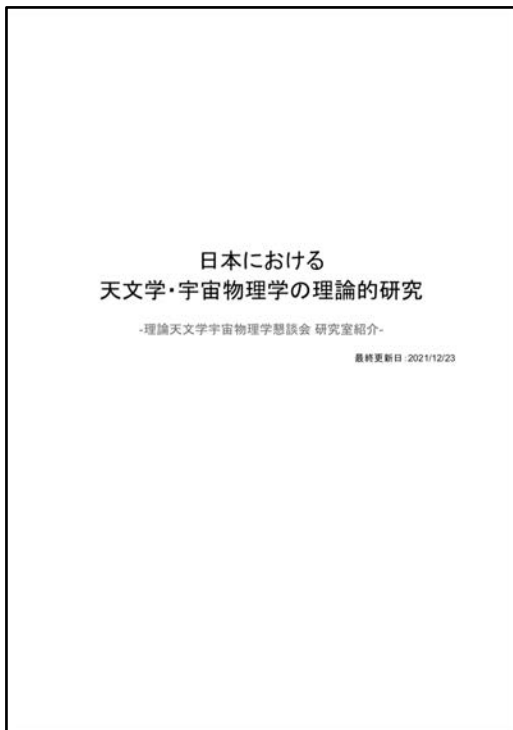 日本における
天文学・宇宙物理学の理論的研究
-理論天文学宇宙物理学懇談会 研究室紹介-
最終更新日:2021/12/23